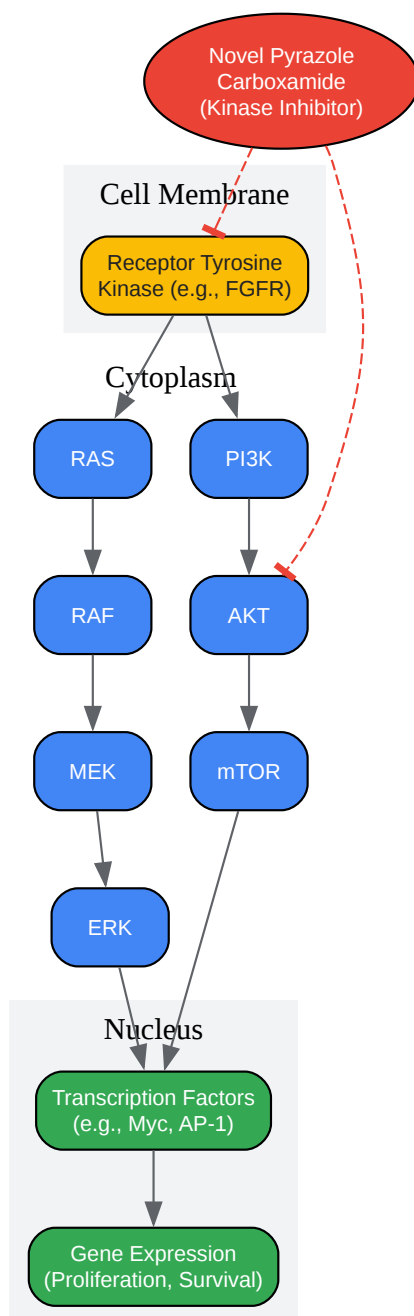 Novel Pyrazole
Carboxamide
(Kinase Inhibitor)
Cell Membrane
Receptor Tyrosine
Kinase (e.g., FGFR)
Cytoplasm
RAS
PI3K
RAF
AKT
MEK
mTOR
ERK
Nucleus
Transcription Factors
(e.g., Myc, AP-1)
Gene Expression
(Proliferation, Survival)